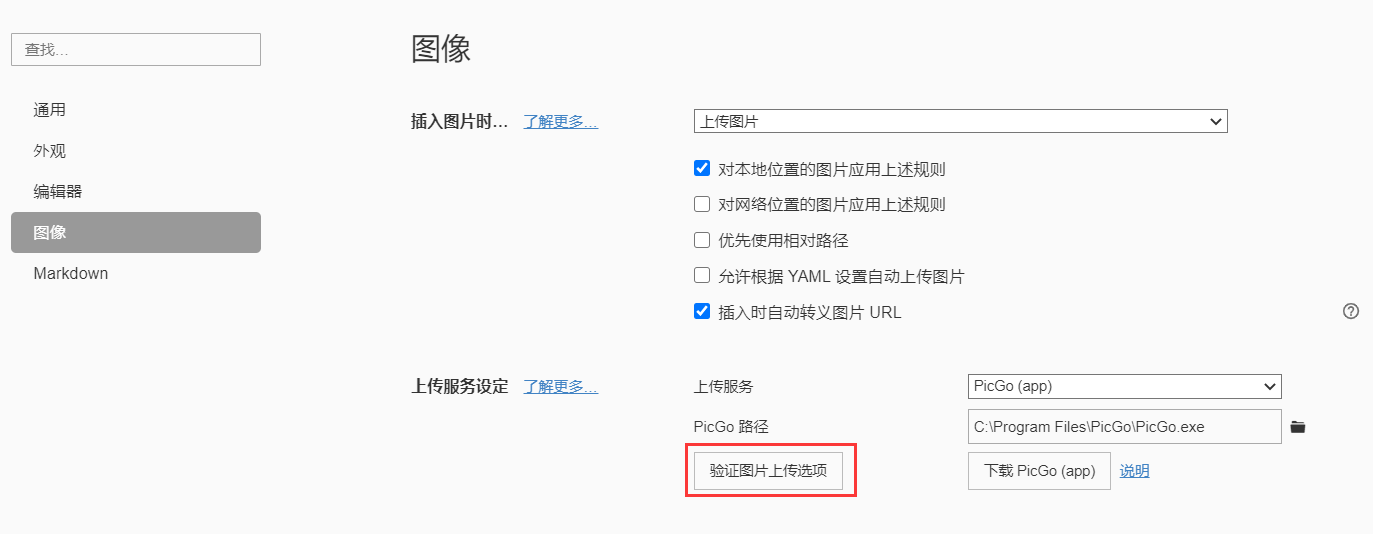 查找...
通用
外观
编辑器
图像
Markdown
图像
插入图片时... 了解更多...
上传图片
对本地位置的图片应用上述规则
对网络位置的图片应用上述规则
优先使用相对路径
允许根据 YAML 设置自动上传图片
插入时自动转义图片 URL
上传服务设定 了解更多...
上传服务 PicGo (app)
PicGo 路径 C:\Program Files\PicGo\PicGo.exe
验证图片上传选项 下载 PicGo (app) 说明